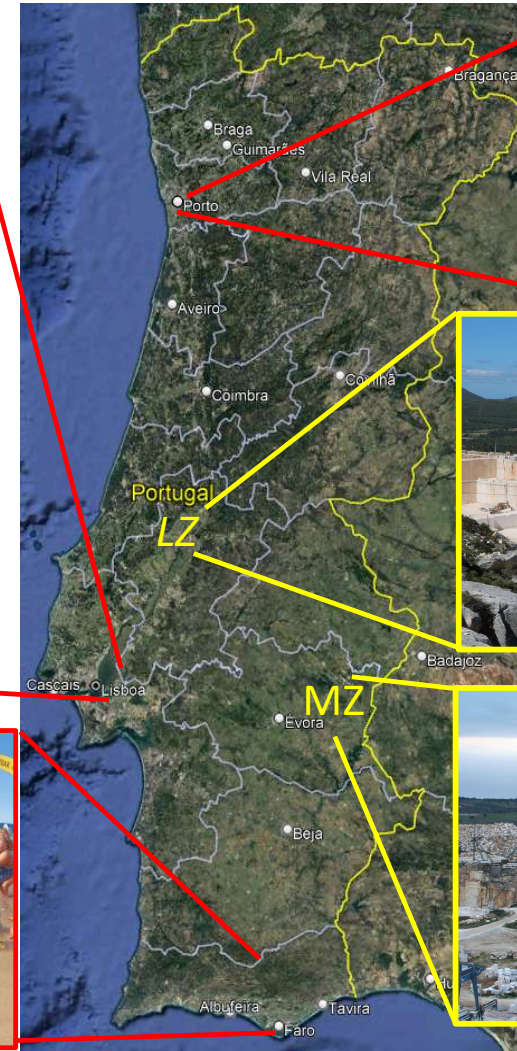 Bragança
Braga
Guimarães
Vila Real
Porto
Aveiro
Coimbra
Portugal
LZ
Badajoz
Cascais
Lisboa
MZ
Évora
Beja
Albufeira
Tavira
Faro